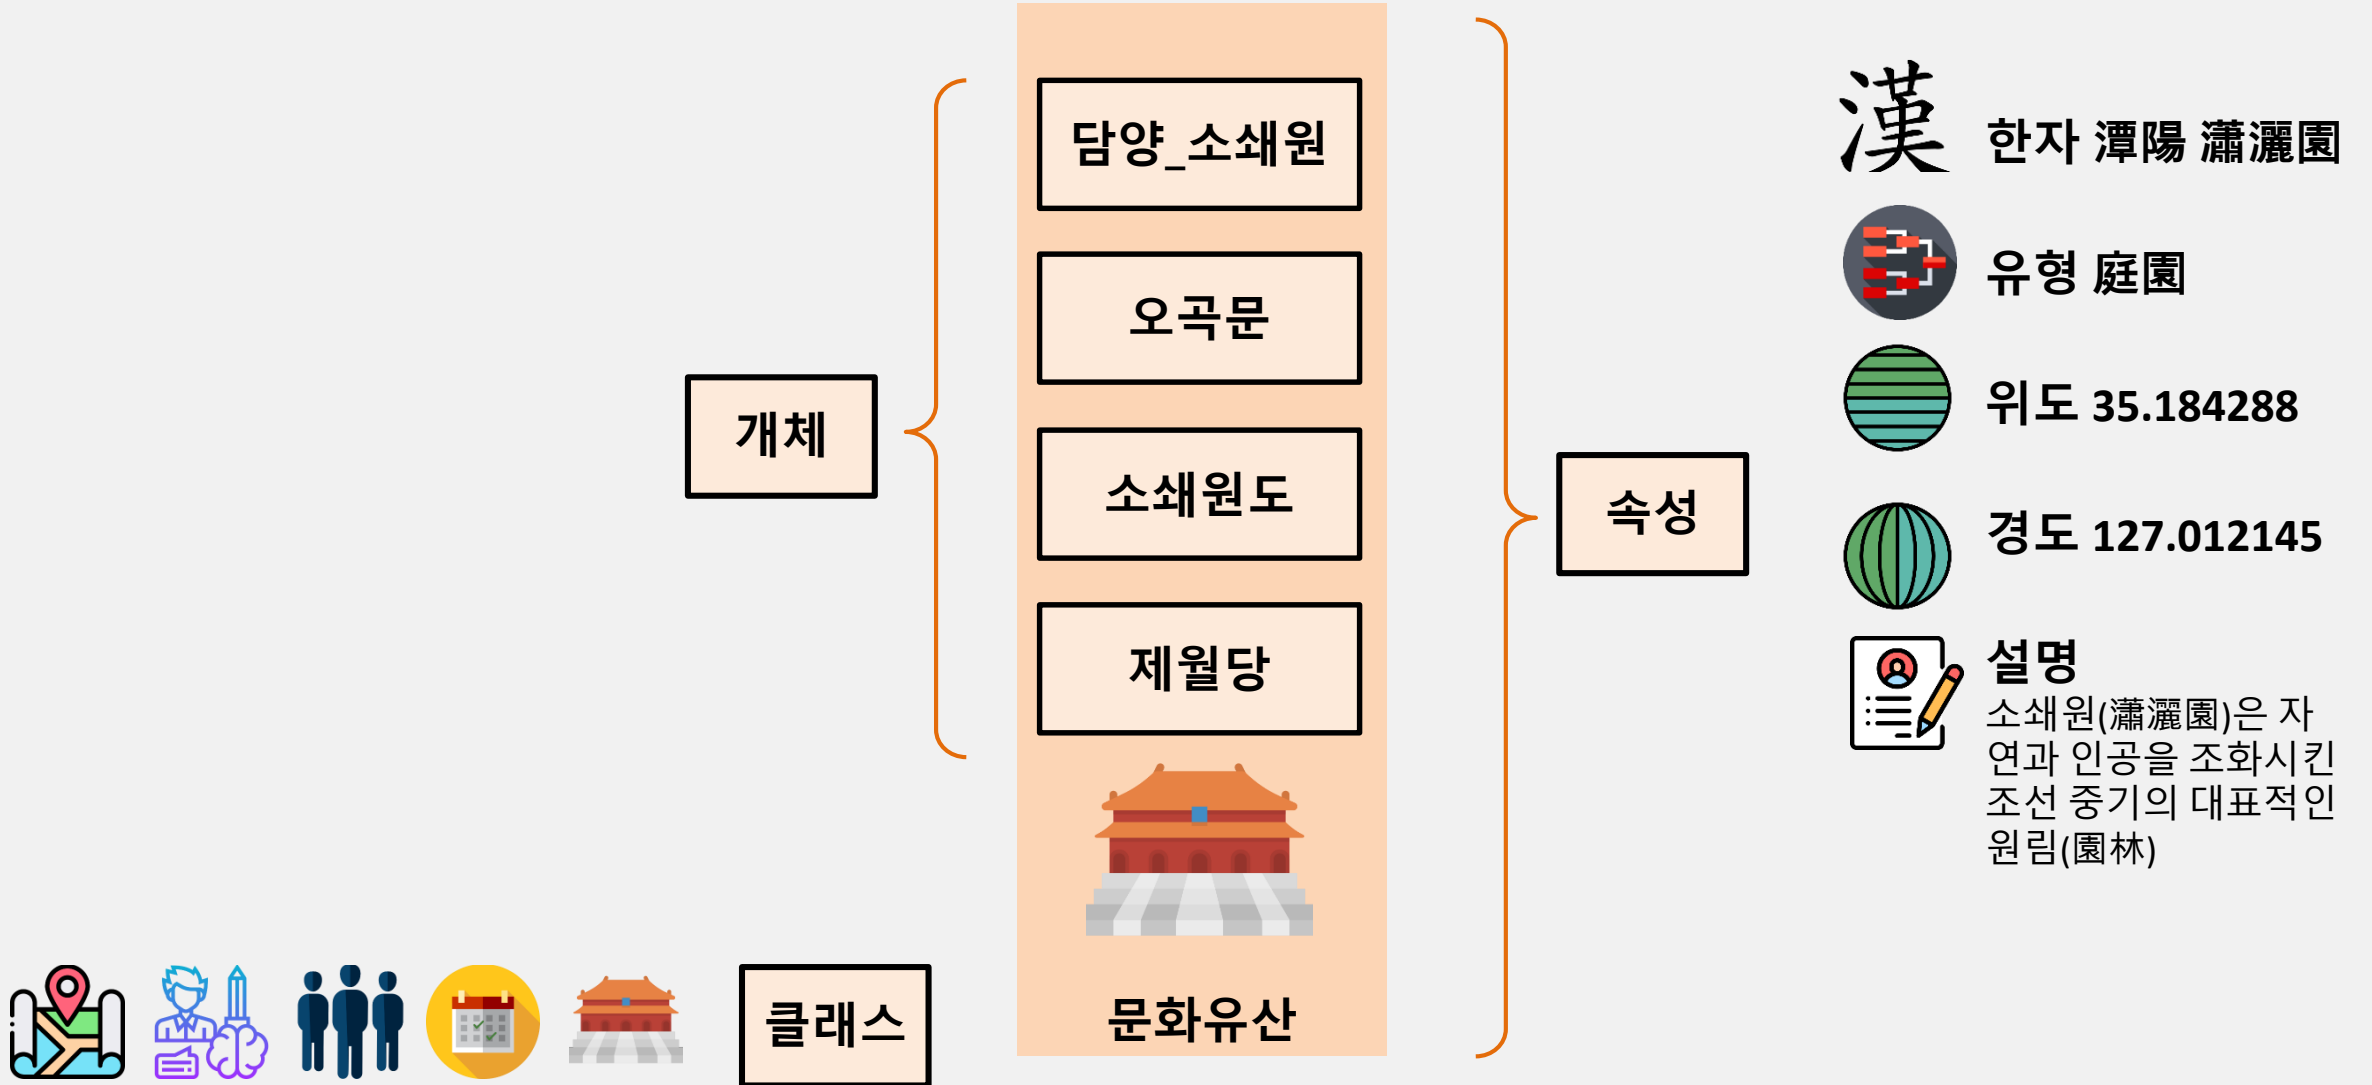 담양_소쇄원
오곡문
소쇄원도
제월당
문화유산
개체
클래스
속성
漢
한자 潭陽 瀟灑園
유형 庭園
위도 35.184288
경도 127.012145
설명
소쇄원(瀟灑園)은 자
연과 인공을 조화시킨
조선 중기의 대표적인
원림(園林)